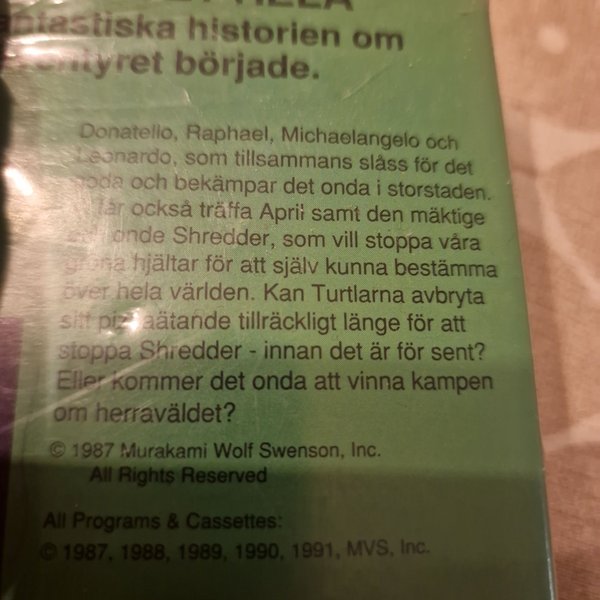 HELA
ntastiska historien om
entyret började.
Donatello, Raphael, Michaelangelo och
Leonardo, som tillsammans slåss för det
goda och bekämpar det onda i storstaden.
får också träffa April samt den mäktige
onde Shredder, som vill stoppa våra
gröna hjältar för att själv kunna bestämma
över hela världen. Kan Turtlarna avbryta
sitt pizzaätande tillräckligt länge för att
stoppa Shredder - innan det är för sent?
Eller kommer det onda att vinna kampen
om herraväldet?
© 1987 Murakami Wolf Swenson, Inc.
All Rights Reserved
All Programs & Cassettes:
© 1987, 1988, 1989, 1990, 1991, MVS, Inc.